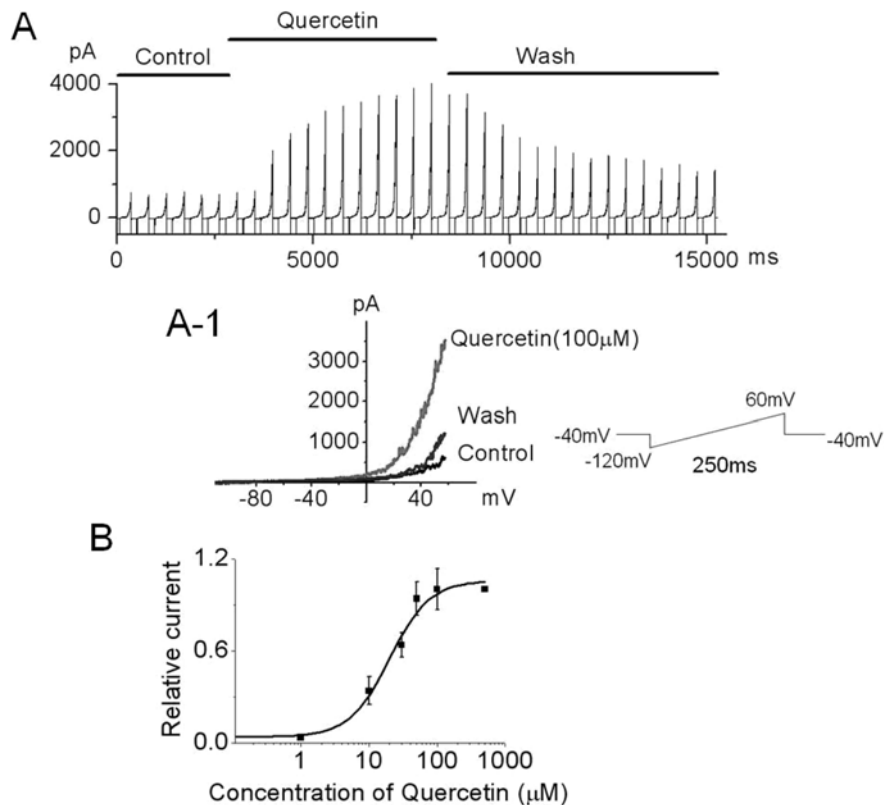 A
Quercetin
pA
Control
Wash
4000
2000
0
0 5000 10000 15000 ms
A-1
pA
Quercetin(100μM)
3000
2000
1000
Wash
Control
-80 -40 40 mV
60mV
-40mV
-40mV
-120mV
250ms
B
1.2
0.6
0.0
Relative current
1 10 100 1000
Concentration of Quercetin (μM)